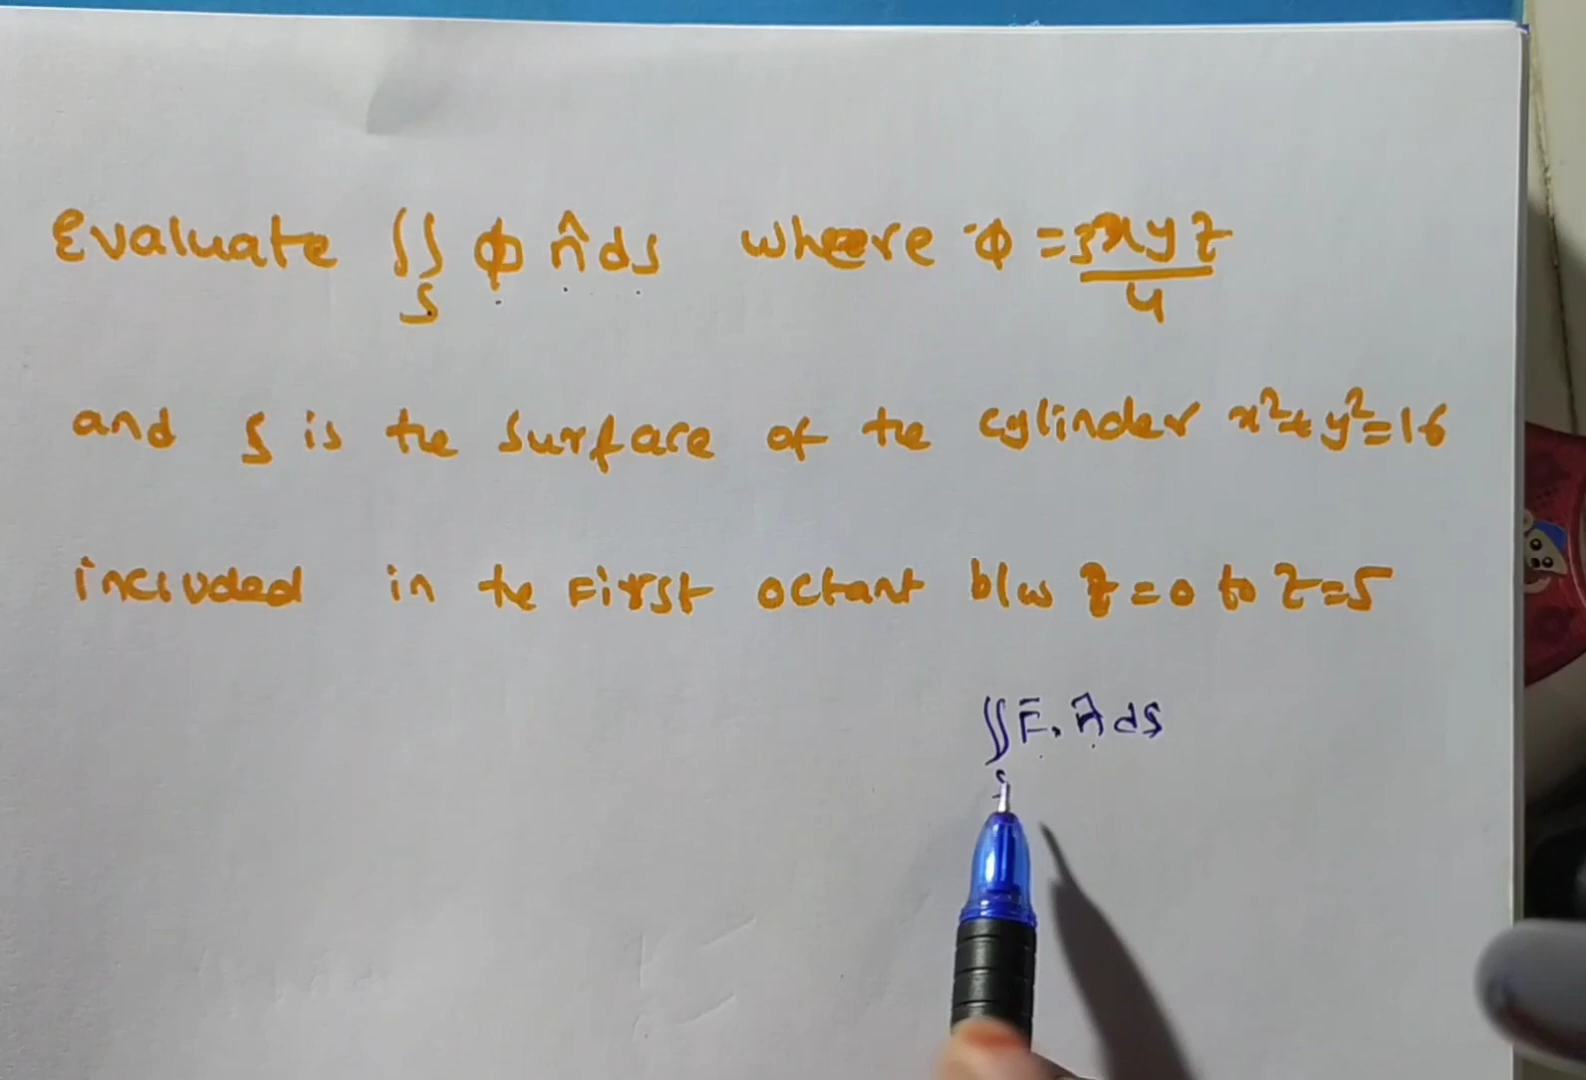 Evaluate ∬_S ϕ n̂ ds where ϕ = 3xyz/4
and S is the surface of the cylinder x²+y²=16
included in the First octant b/w z=0 to z=5
∬_S F̄. n̂ ds